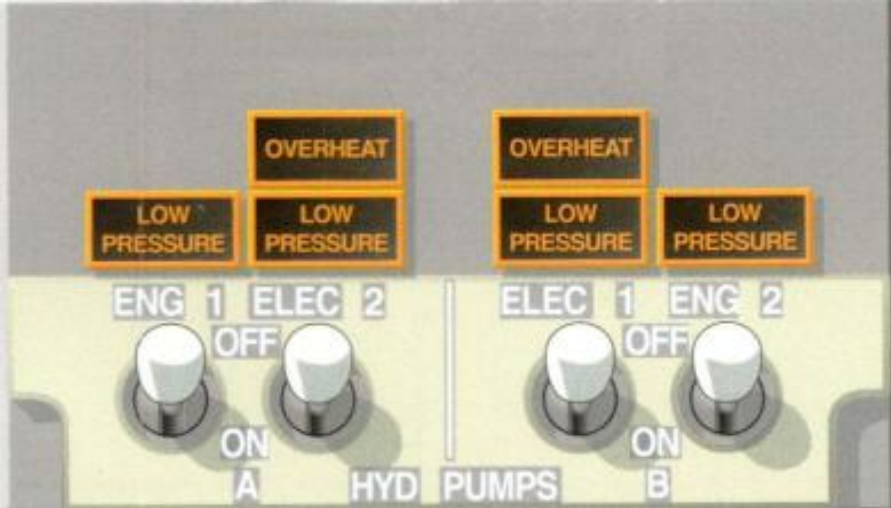 OVERHEAT OVERHEAT
LOW PRESSURE LOW PRESSURE LOW PRESSURE LOW PRESSURE
ENG 1 ELEC 2 ELEC 1 ENG 2
OFF OFF
ON ON
A HYD PUMPS B